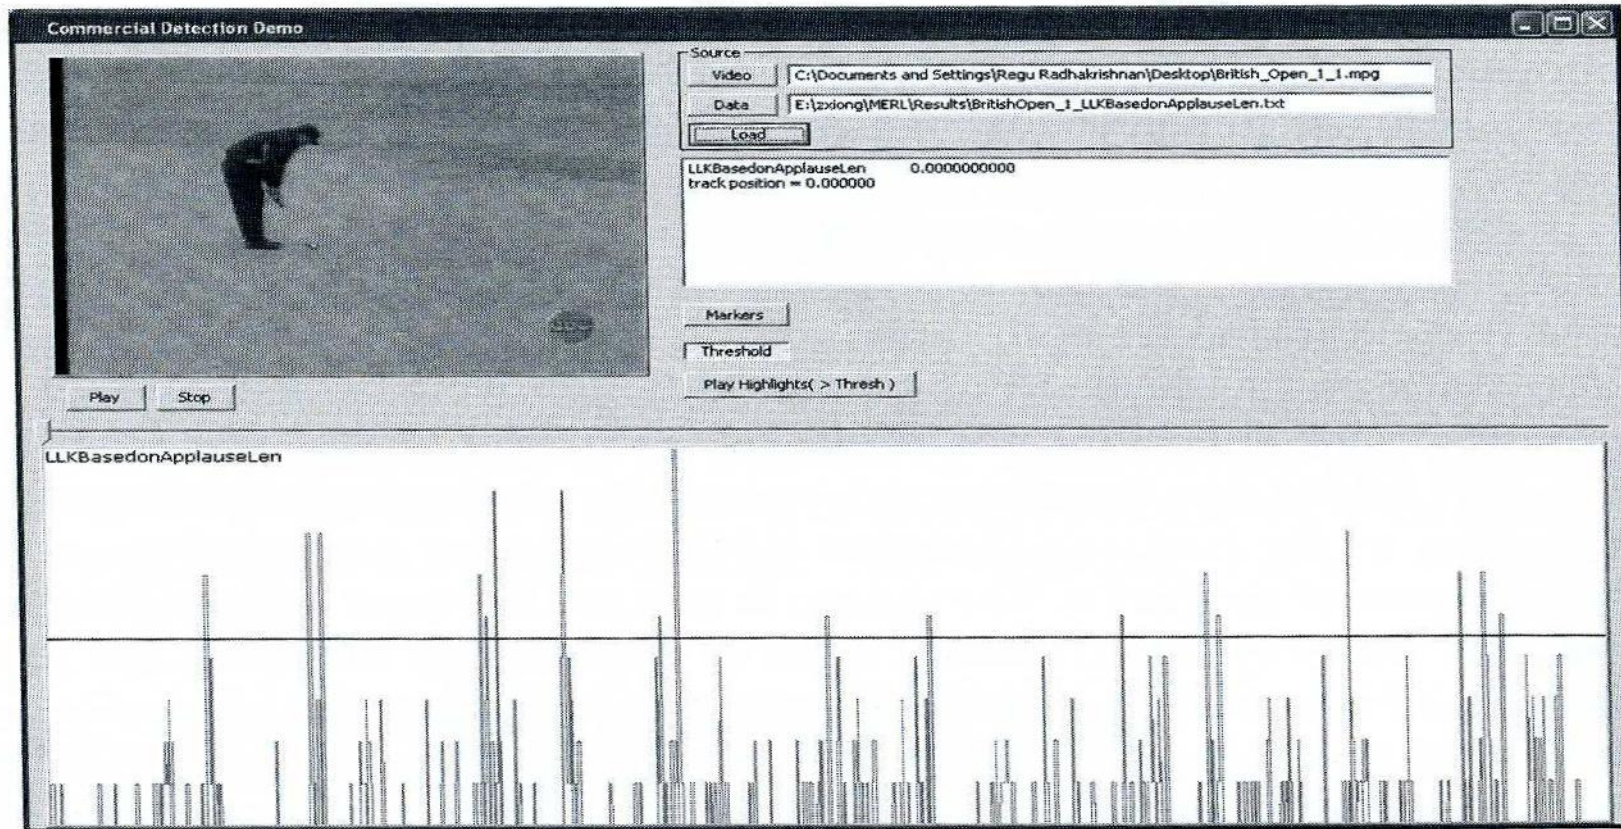 Commercial Detection Demo
Source
Video C:\Documents and Settings\Regu Radhakrishnan\Desktop\British_Open_1_1.mpg
Data E:\zxiong\MERL\Results\BritishOpen_1_LLKBasedonApplauseLen.txt
Load
LLKBasedonApplauseLen 0.0000000000
track position = 0.000000
Markers
Threshold
Play Highlights( > Thresh )
Play Stop
LLKBasedonApplauseLen